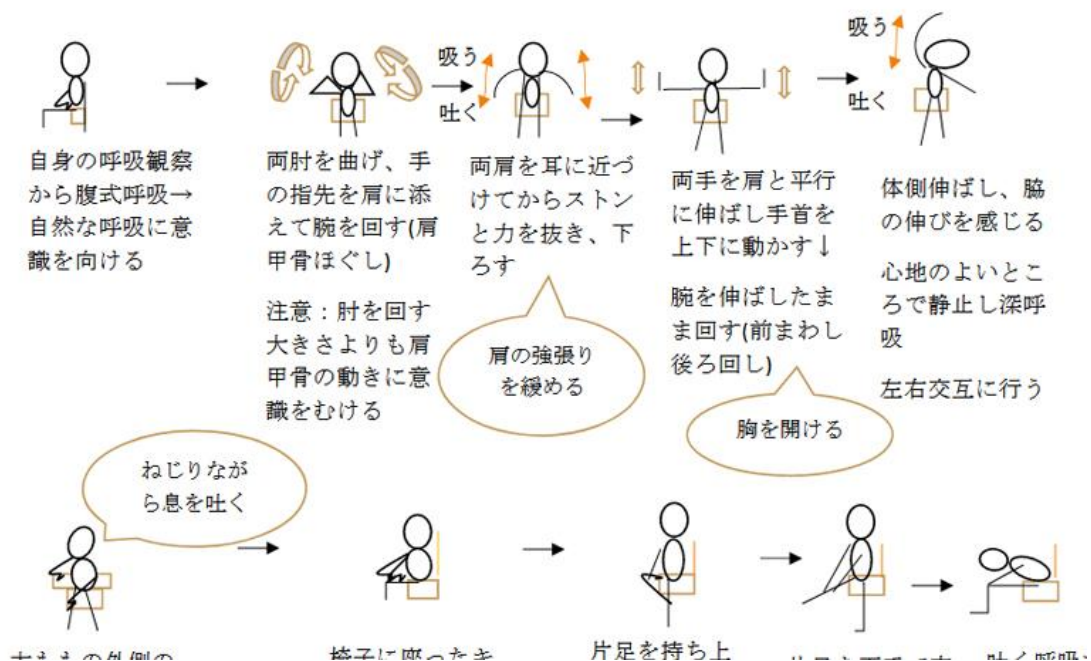 自身の呼吸観察
から腹式呼吸→
自然な呼吸に意
識を向ける
両肘を曲げ、手
の指先を肩に添
えて腕を回す(肩
甲骨ほぐし)
注意：肘を回す
大きさよりも肩
甲骨の動きに意
識をむける
吸う
吐く
両肩を耳に近づ
けてからストン
と力を抜き、下
ろす
肩の強張り
を緩める
両手を肩と平行
に伸ばし手首を
上下に動かす↓
腕を伸ばしたま
ま回す(前まわし
後ろ回し)
胸を開ける
吸う
吐く
体側伸ばし、脇
の伸びを感じる
心地のよいとこ
ろで静止し深呼
吸
左右交互に行う
ねじりなが
ら息を吐く
太ももの外側の
椅子に座ったキ
片足を持ち上
吐く呼吸